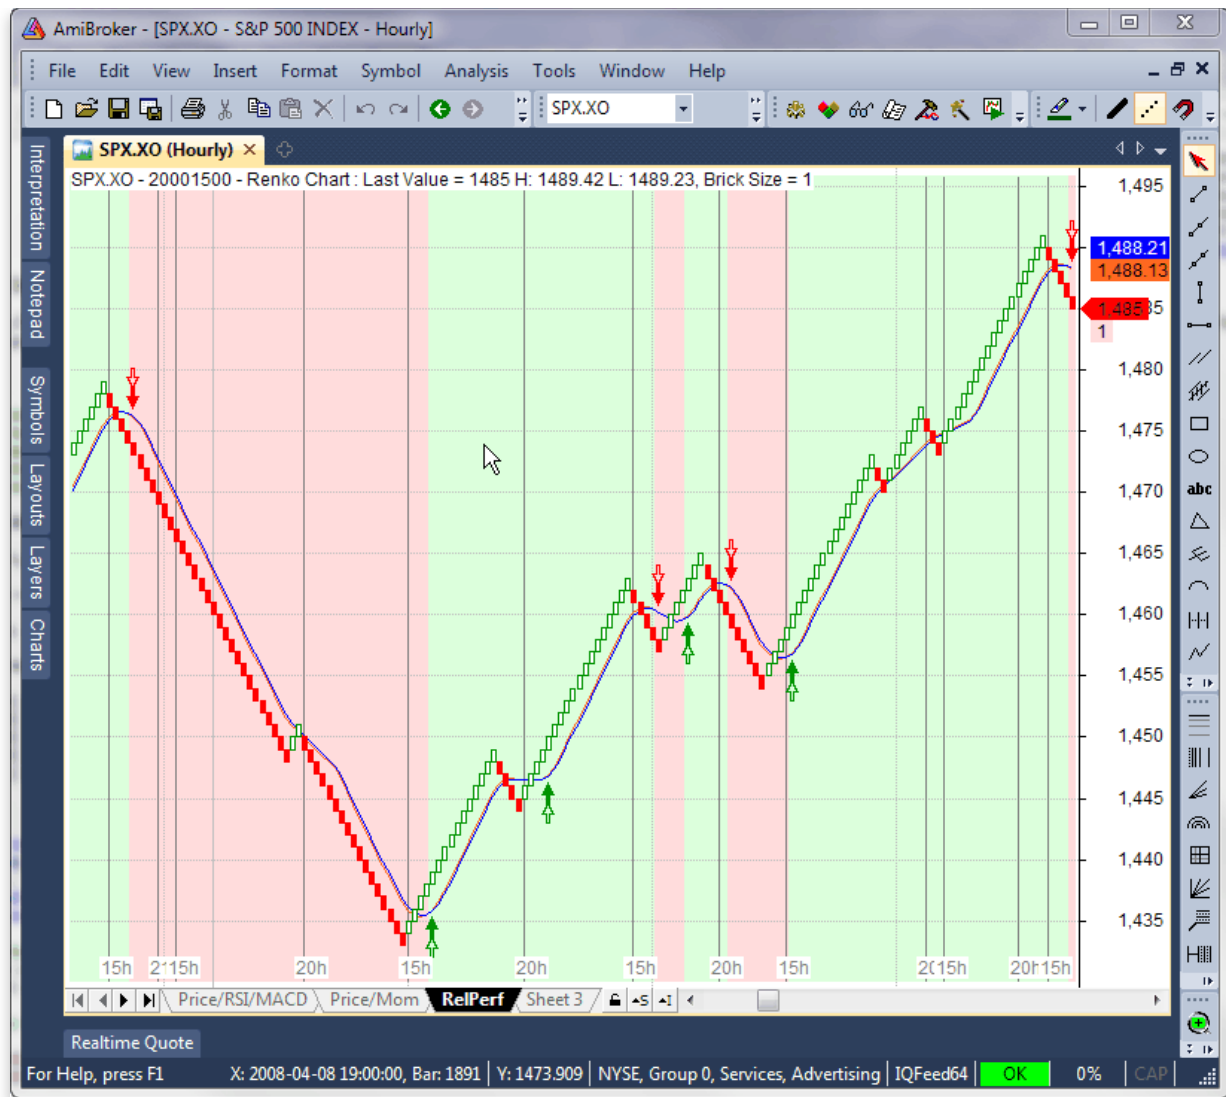 AmiBroker - [SPX.XO - S&P 500 INDEX - Hourly]
File Edit View Insert Format Symbol Analysis Tools Window Help
SPX.XO
SPX.XO (Hourly)
SPX.XO - 20001500 - Renko Chart : Last Value = 1485 H: 1489.42 L: 1489.23, Brick Size = 1
Interpretation
Notepad
Symbols
Layouts
Layers
Charts
1,495
1,488.21
1,488.13
1,485
1
1,480
1,475
1,470
1,465
1,460
1,455
1,450
1,445
1,440
1,435
abc
15h 15h 20h 15h 20h 15h 20h 15h 15h 20h 15h
Price/RSI/MACD Price/Mom RelPerf Sheet 3
Realtime Quote
For Help, press F1 X: 2008-04-08 19:00:00, Bar: 1891 Y: 1473.909 NYSE, Group 0, Services, Advertising IQFeed64 OK 0% CAP